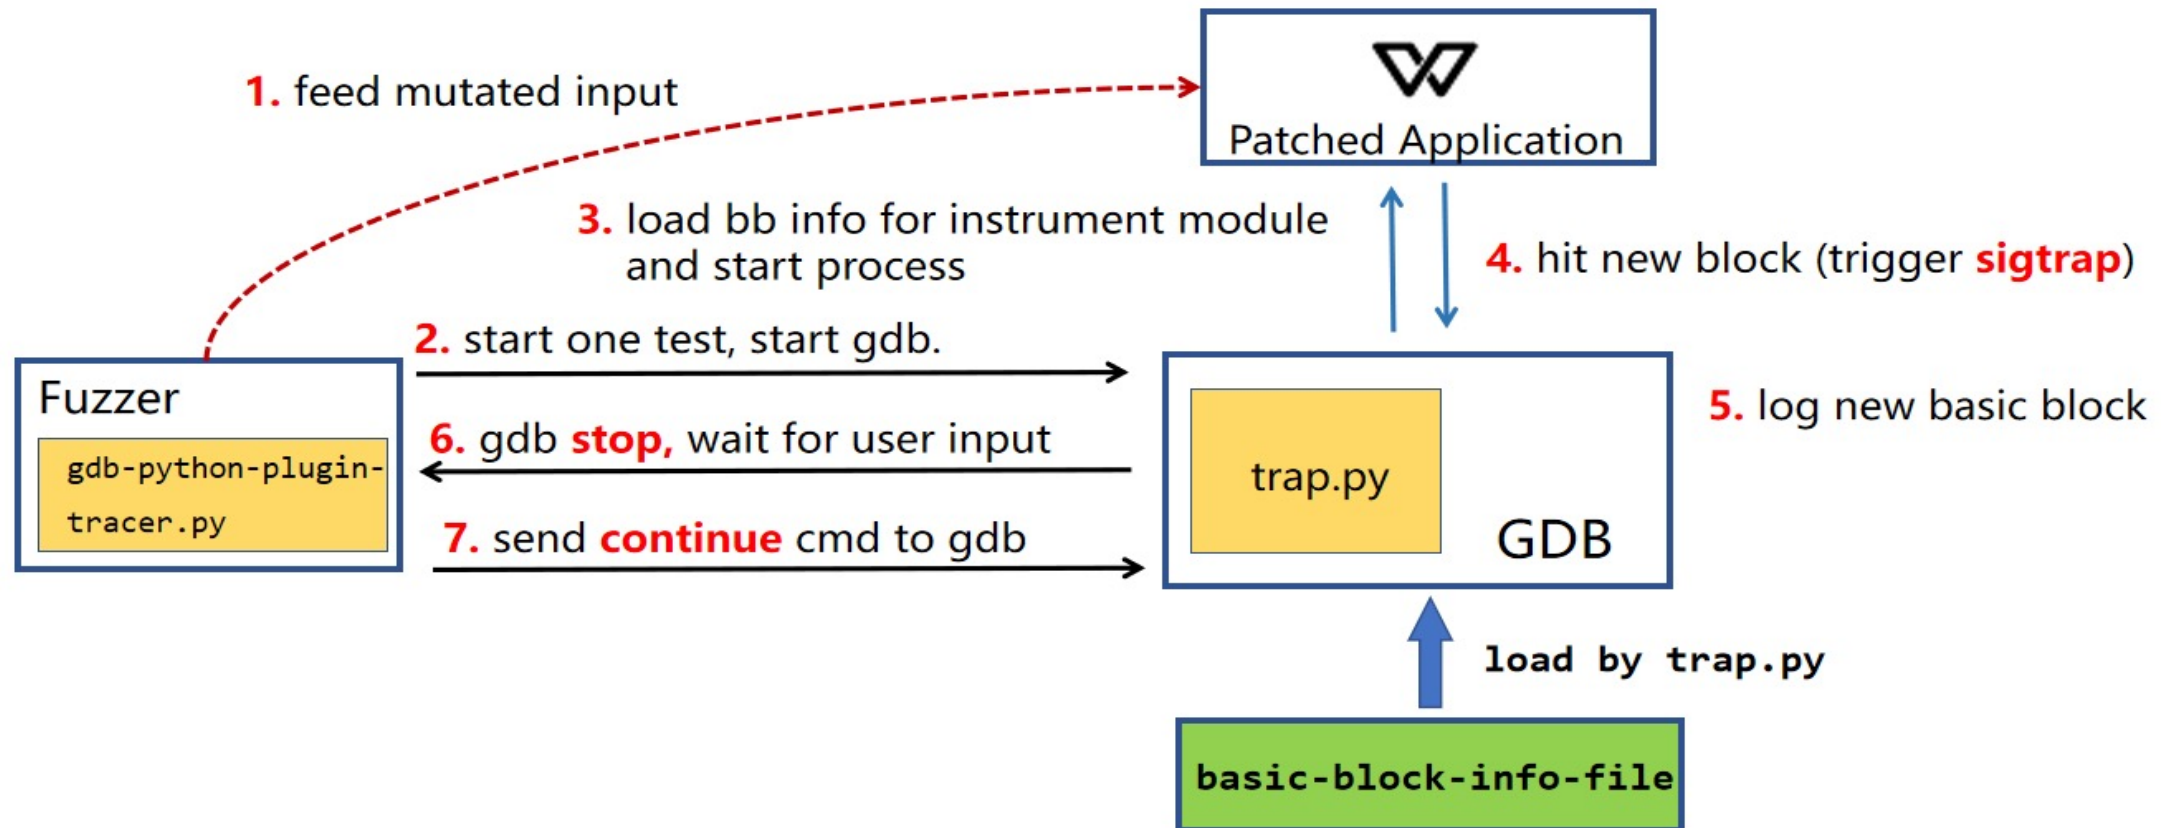 1. feed mutated input
Patched Application
3. load bb info for instrument module
and start process
4. hit new block (trigger sigtrap)
2. start one test, start gdb.
Fuzzer
gdb-python-plugin-
tracer.py
6. gdb stop, wait for user input
7. send continue cmd to gdb
trap.py
GDB
5. log new basic block
load by trap.py
basic-block-info-file